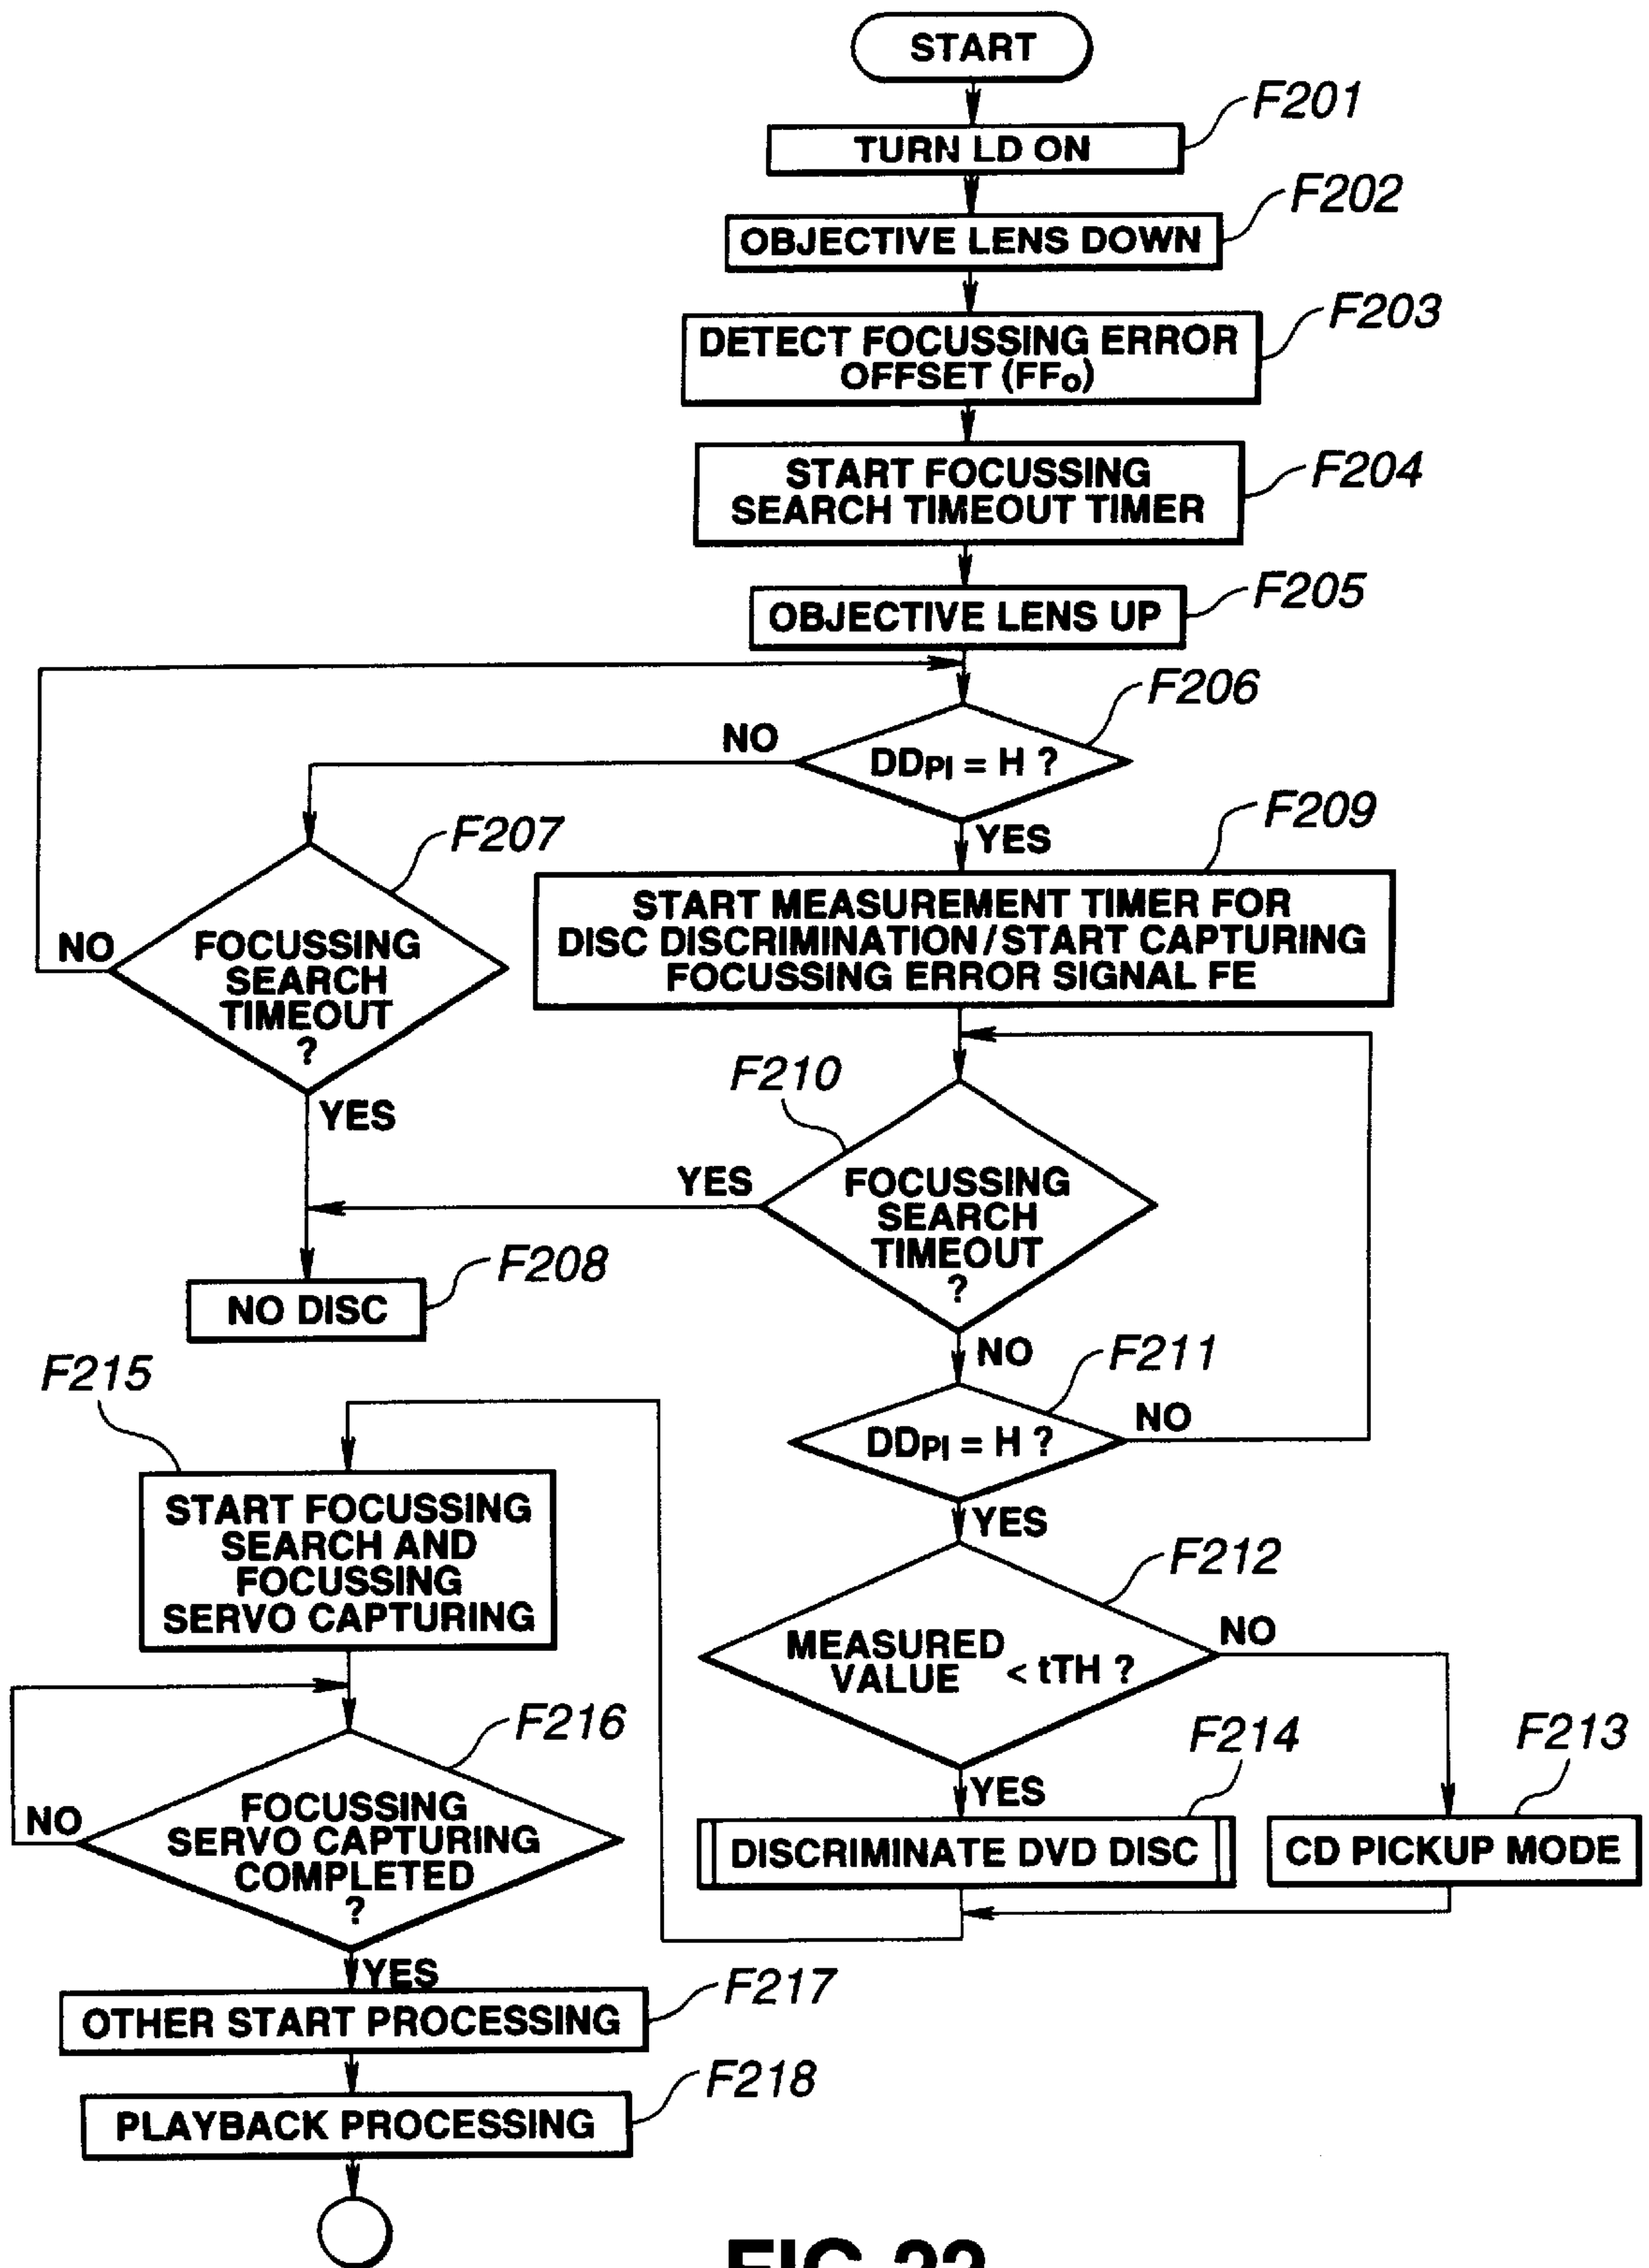 START
F201
TURN LD ON
F202
OBJECTIVE LENS DOWN
F203
DETECT FOCUSSING ERROR
OFFSET (FFo)
F204
START FOCUSSING
SEARCH TIMEOUT TIMER
F205
OBJECTIVE LENS UP
F206
NO
DDPI = H ?
F207
YES
F209
NO
FOCUSSING
SEARCH
TIMEOUT
?
START MEASUREMENT TIMER FOR
DISC DISCRIMINATION/START CAPTURING
FOCUSSING ERROR SIGNAL FE
YES
F210
YES
FOCUSSING
SEARCH
TIMEOUT
?
F208
NO DISC
NO
F211
DDPI = H ?
NO
F215
START FOCUSSING
SEARCH AND
FOCUSSING
SERVO CAPTURING
YES
F212
MEASURED
VALUE < tTH ?
NO
F216
NO
FOCUSSING
SERVO CAPTURING
COMPLETED
?
YES
F214
F213
DISCRIMINATE DVD DISC
CD PICKUP MODE
YES
F217
OTHER START PROCESSING
F218
PLAYBACK PROCESSING
FIG.22